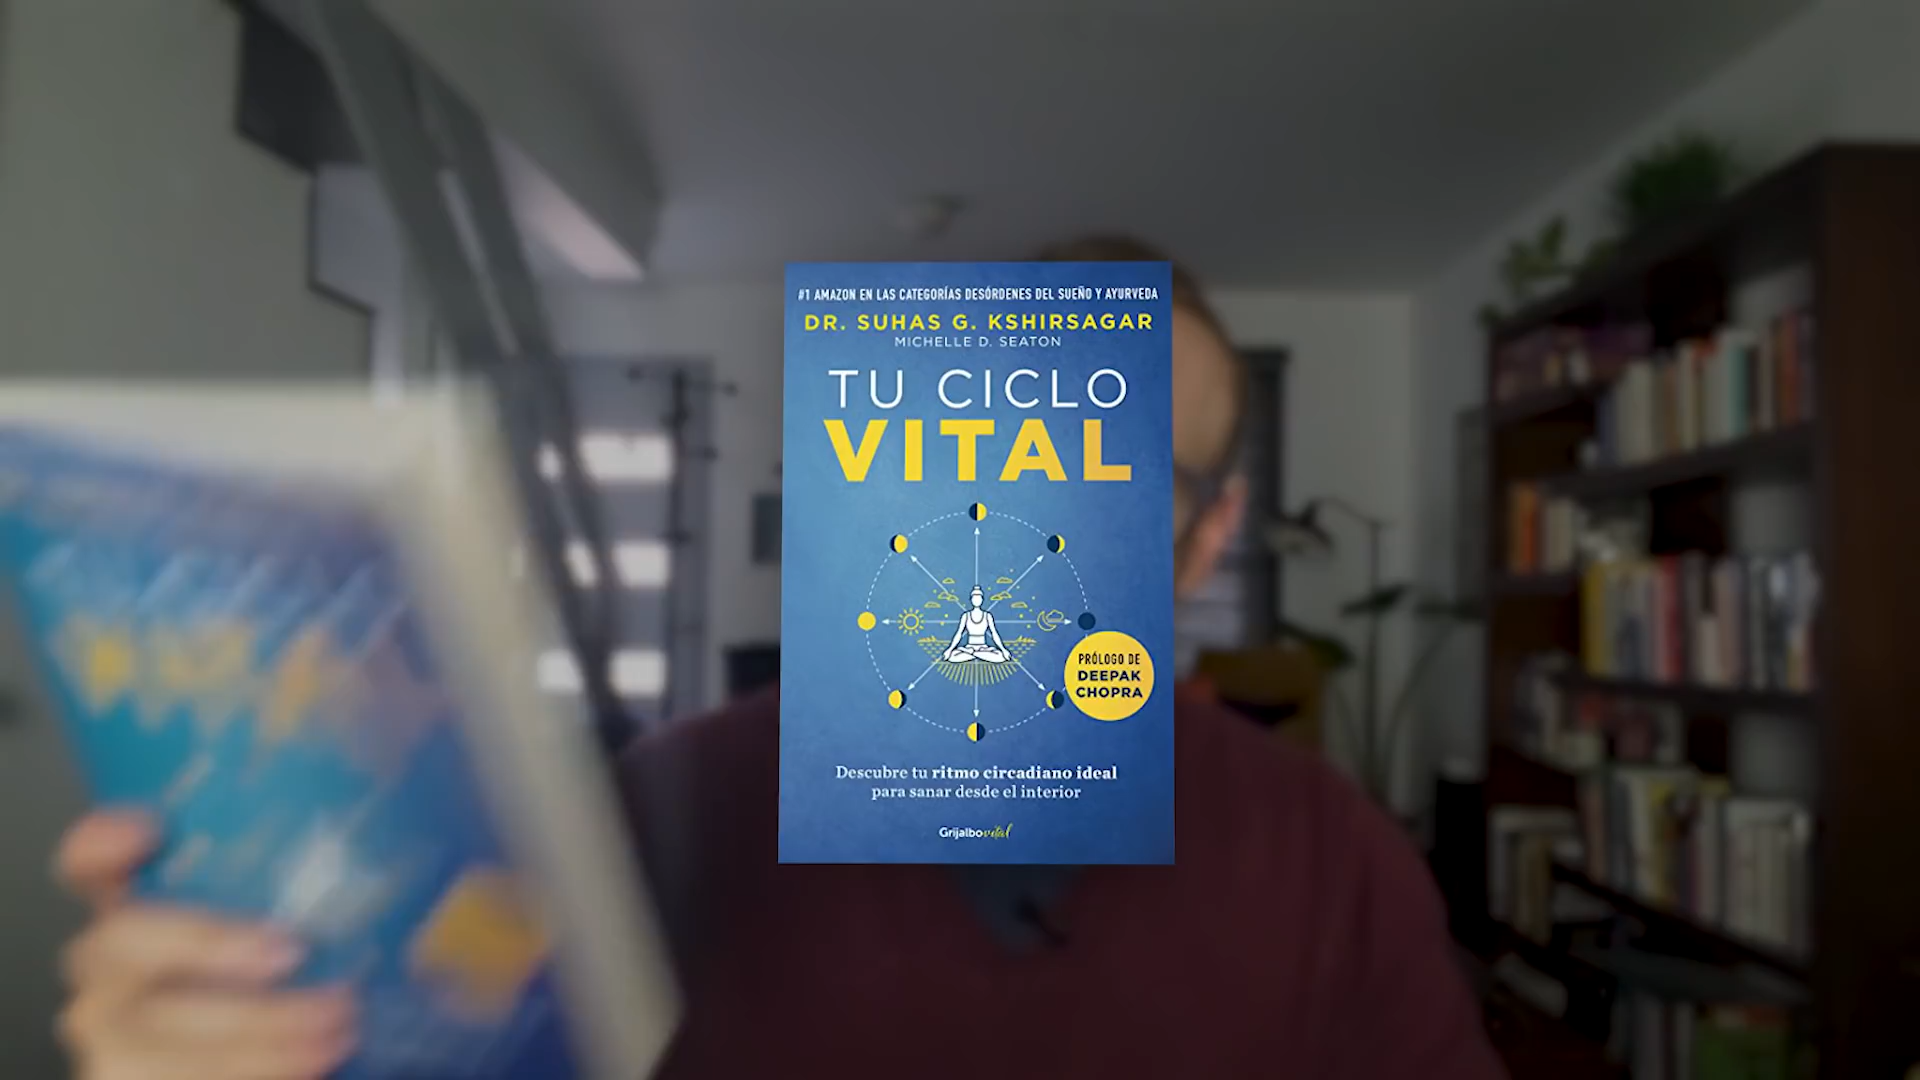 #1 AMAZON EN LAS CATEGORÍAS DESÓRDENES DEL SUEÑO Y AYURVEDA
DR. SUHAS G. KSHIRSAGAR
MICHELLE D. SEATON
TU CICLO
VITAL
PRÓLOGO DE
DEEPAK
CHOPRA
Descubre tu ritmo circadiano ideal
para sanar desde el interior
Grijalbovital